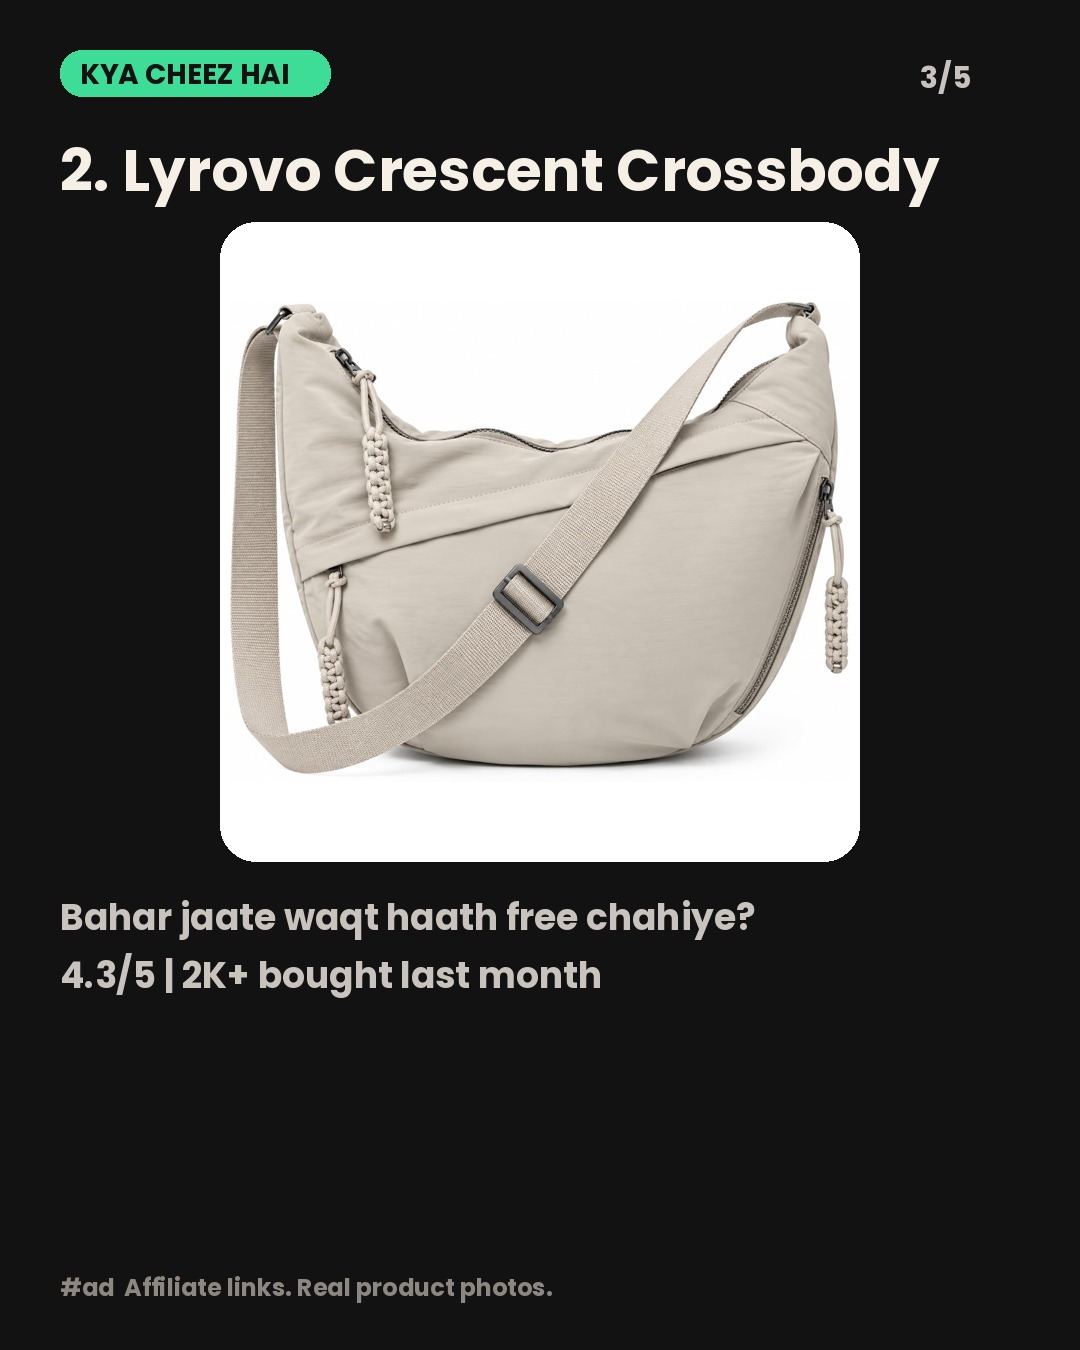 KYA CHEEZ HAI
3/5
2. Lyrovo Crescent Crossbody
Bahar jaate waqt haath free chahiye?
4.3/5 | 2K+ bought last month
#ad Affiliate links. Real product photos.